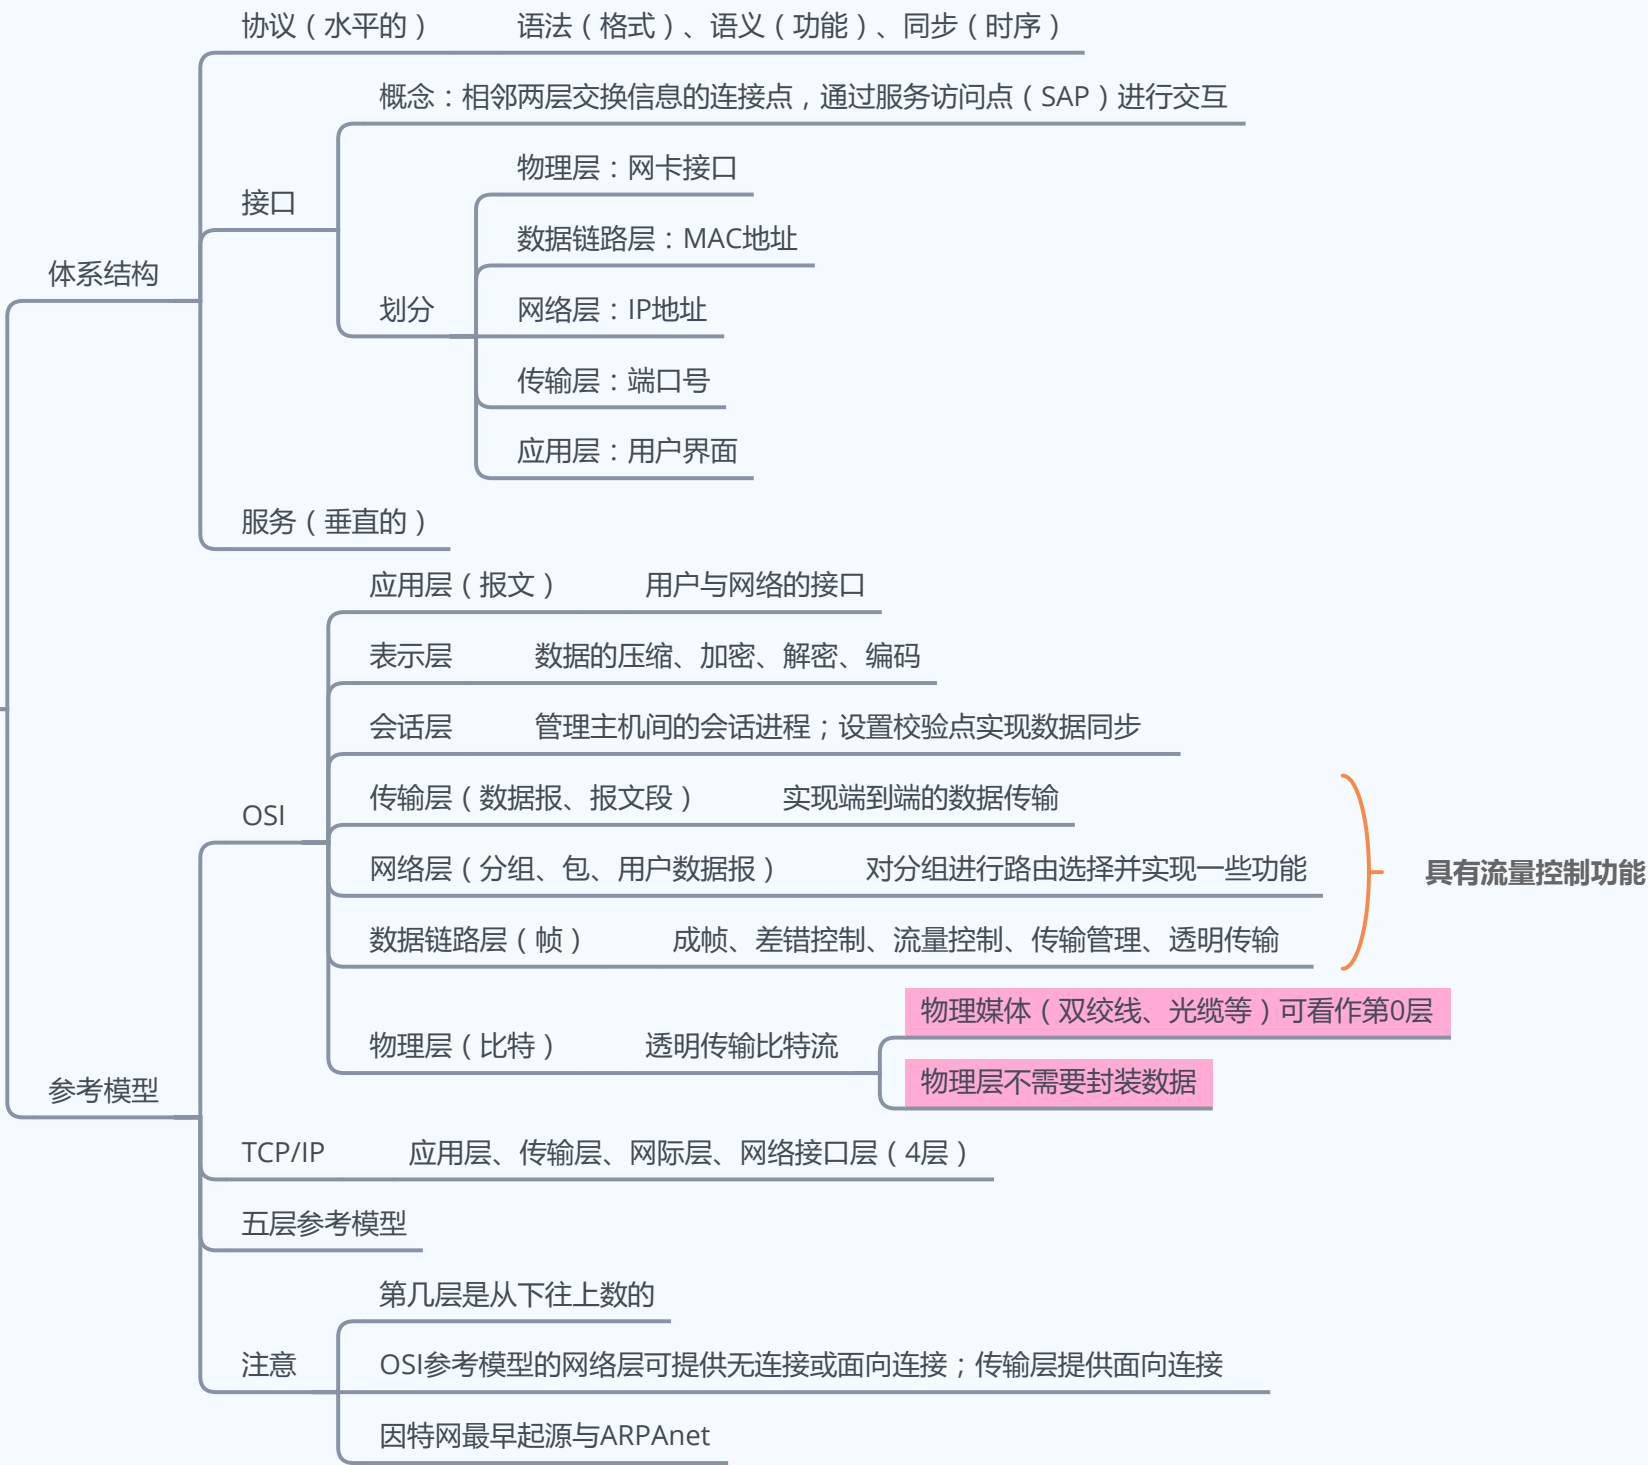 协议（水平的） 语法（格式）、语义（功能）、同步（时序）
概念：相邻两层交换信息的连接点，通过服务访问点（SAP）进行交互
物理层：网卡接口
接口
数据链路层：MAC地址
体系结构
划分
网络层：IP地址
传输层：端口号
应用层：用户界面
服务（垂直的）
应用层（报文） 用户与网络的接口
表示层 数据的压缩、加密、解密、编码
会话层 管理主机间的会话进程；设置校验点实现数据同步
传输层（数据报、报文段） 实现端到端的数据传输
OSI
网络层（分组、包、用户数据报） 对分组进行路由选择并实现一些功能
具有流量控制功能
数据链路层（帧） 成帧、差错控制、流量控制、传输管理、透明传输
物理媒体（双绞线、光缆等）可看作第0层
物理层（比特） 透明传输比特流
物理层不需要封装数据
参考模型
TCP/IP 应用层、传输层、网际层、网络接口层（4层）
五层参考模型
第几层是从下往上数的
注意
OSI参考模型的网络层可提供无连接或面向连接；传输层提供面向连接
因特网最早起源与ARPAnet